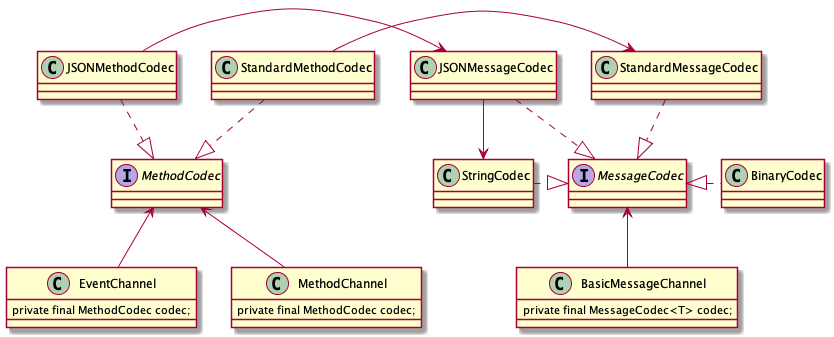 C JSONMethodCodec
C StandardMethodCodec
C JSONMessageCodec
C StandardMessageCodec
I MethodCodec
C StringCodec
I MessageCodec
C BinaryCodec
C EventChannel
private final MethodCodec codec;
C MethodChannel
private final MethodCodec codec;
C BasicMessageChannel
private final MessageCodec<T> codec;